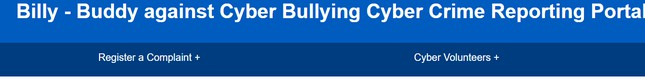 Billy - Buddy against Cyber Bullying Cyber Crime Reporting Portal
Register a Complaint +
Cyber Volunteers +